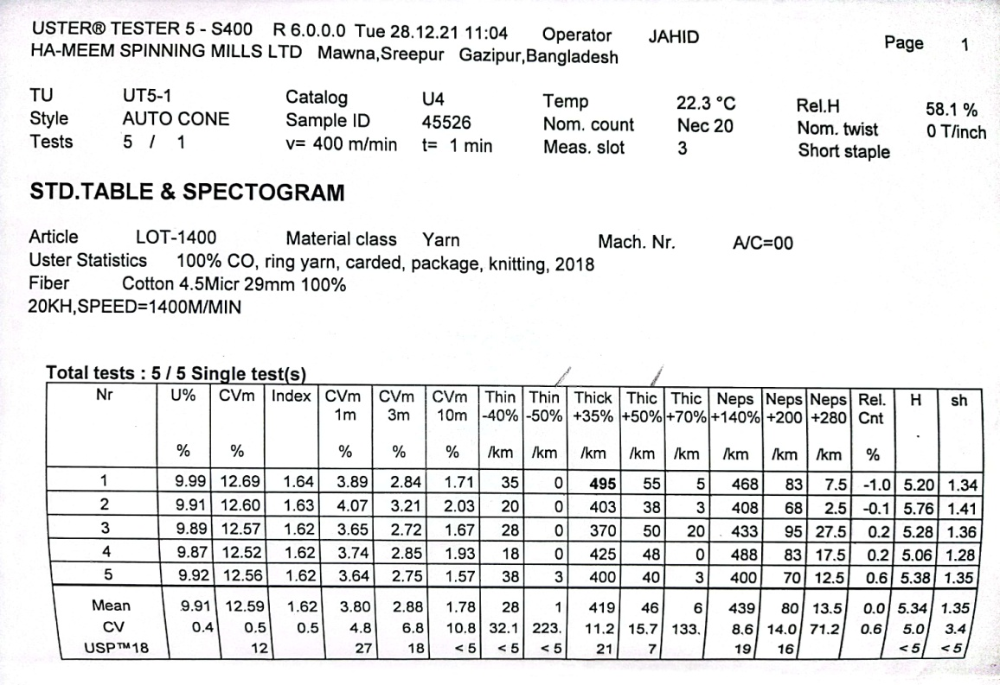 USTER® TESTER 5 - S400 R 6.0.0.0 Tue 28.12.21 11:04 Operator JAHID Page 1
HA-MEEM SPINNING MILLS LTD Mawna,Sreepur Gazipur,Bangladesh
TU UT5-1 Catalog U4 Temp 22.3 °C Rel.H 58.1 %
Style AUTO CONE Sample ID 45526 Nom. count Nec 20 Nom. twist 0 T/inch
Tests 5 / 1 v= 400 m/min t= 1 min Meas. slot 3 Short staple
STD.TABLE & SPECTOGRAM
Article LOT-1400 Material class Yarn Mach. Nr. A/C=00
Uster Statistics 100% CO, ring yarn, carded, package, knitting, 2018
Fiber Cotton 4.5Micr 29mm 100%
20KH,SPEED=1400M/MIN
Total tests : 5 / 5 Single test(s)
Nr U% CVm Index CVm CVm CVm Thin Thin Thick Thic Thic Neps Neps Neps Rel. H sh
1m 3m 10m -40% -50% +35% +50% +70% +140% +200 +280 Cnt
% % % % % /km /km /km /km /km /km /km /km %
1 9.99 12.69 1.64 3.89 2.84 1.71 35 0 495 55 5 468 83 7.5 -1.0 5.20 1.34
2 9.91 12.60 1.63 4.07 3.21 2.03 20 0 403 38 3 408 68 2.5 -0.1 5.76 1.41
3 9.89 12.57 1.62 3.65 2.72 1.67 28 0 370 50 20 433 95 27.5 0.2 5.28 1.36
4 9.87 12.52 1.62 3.74 2.85 1.93 18 0 425 48 0 488 83 17.5 0.2 5.06 1.28
5 9.92 12.56 1.62 3.64 2.75 1.57 38 3 400 40 3 400 70 12.5 0.6 5.38 1.35
Mean 9.91 12.59 1.62 3.80 2.88 1.78 28 1 419 46 6 439 80 13.5 0.0 5.34 1.35
CV 0.4 0.5 0.5 4.8 6.8 10.8 32.1 223. 11.2 15.7 133. 8.6 14.0 71.2 0.6 5.0 3.4
USP™18 12 27 18 < 5 < 5 < 5 21 7 19 16 < 5 < 5